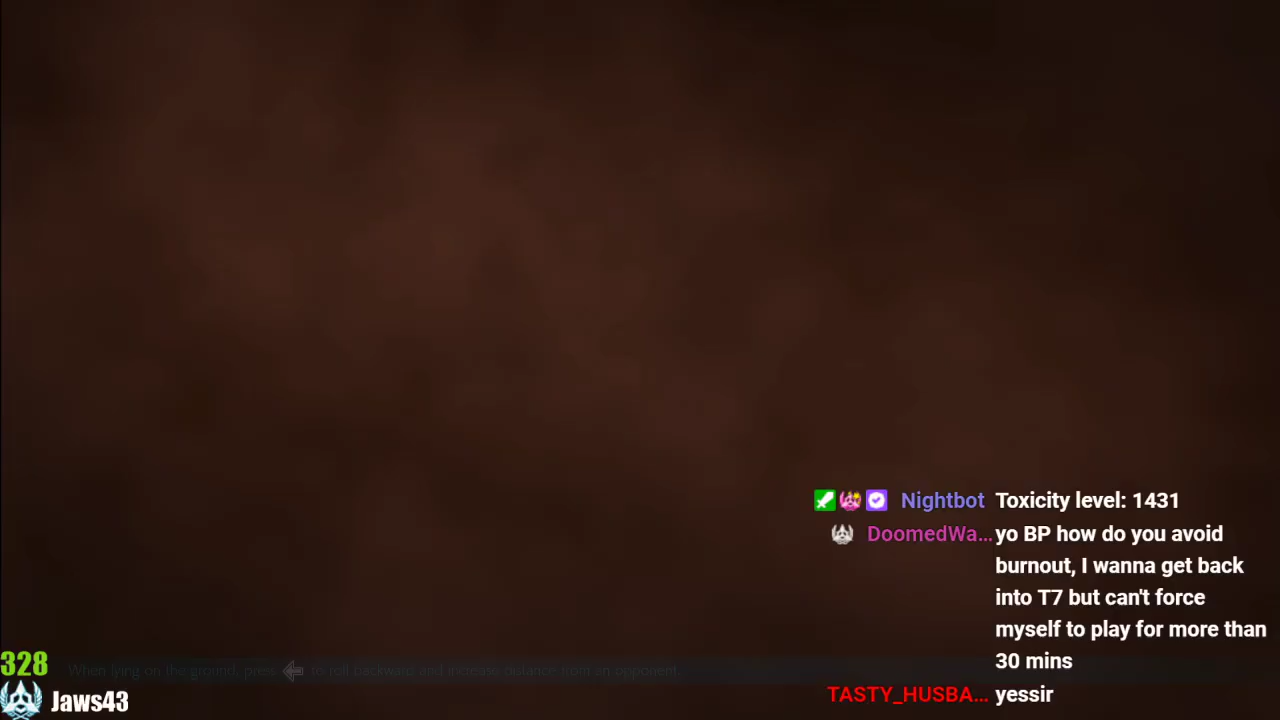 Nightbot Toxicity level: 1431
DoomedWa... yo BP how do you avoid
burnout, I wanna get back
into T7 but can't force
myself to play for more than
30 mins
328 When lying on the ground, press to roll backward and increase distance from an opponent.
TASTY_HUSBA... yessir
Jaws43